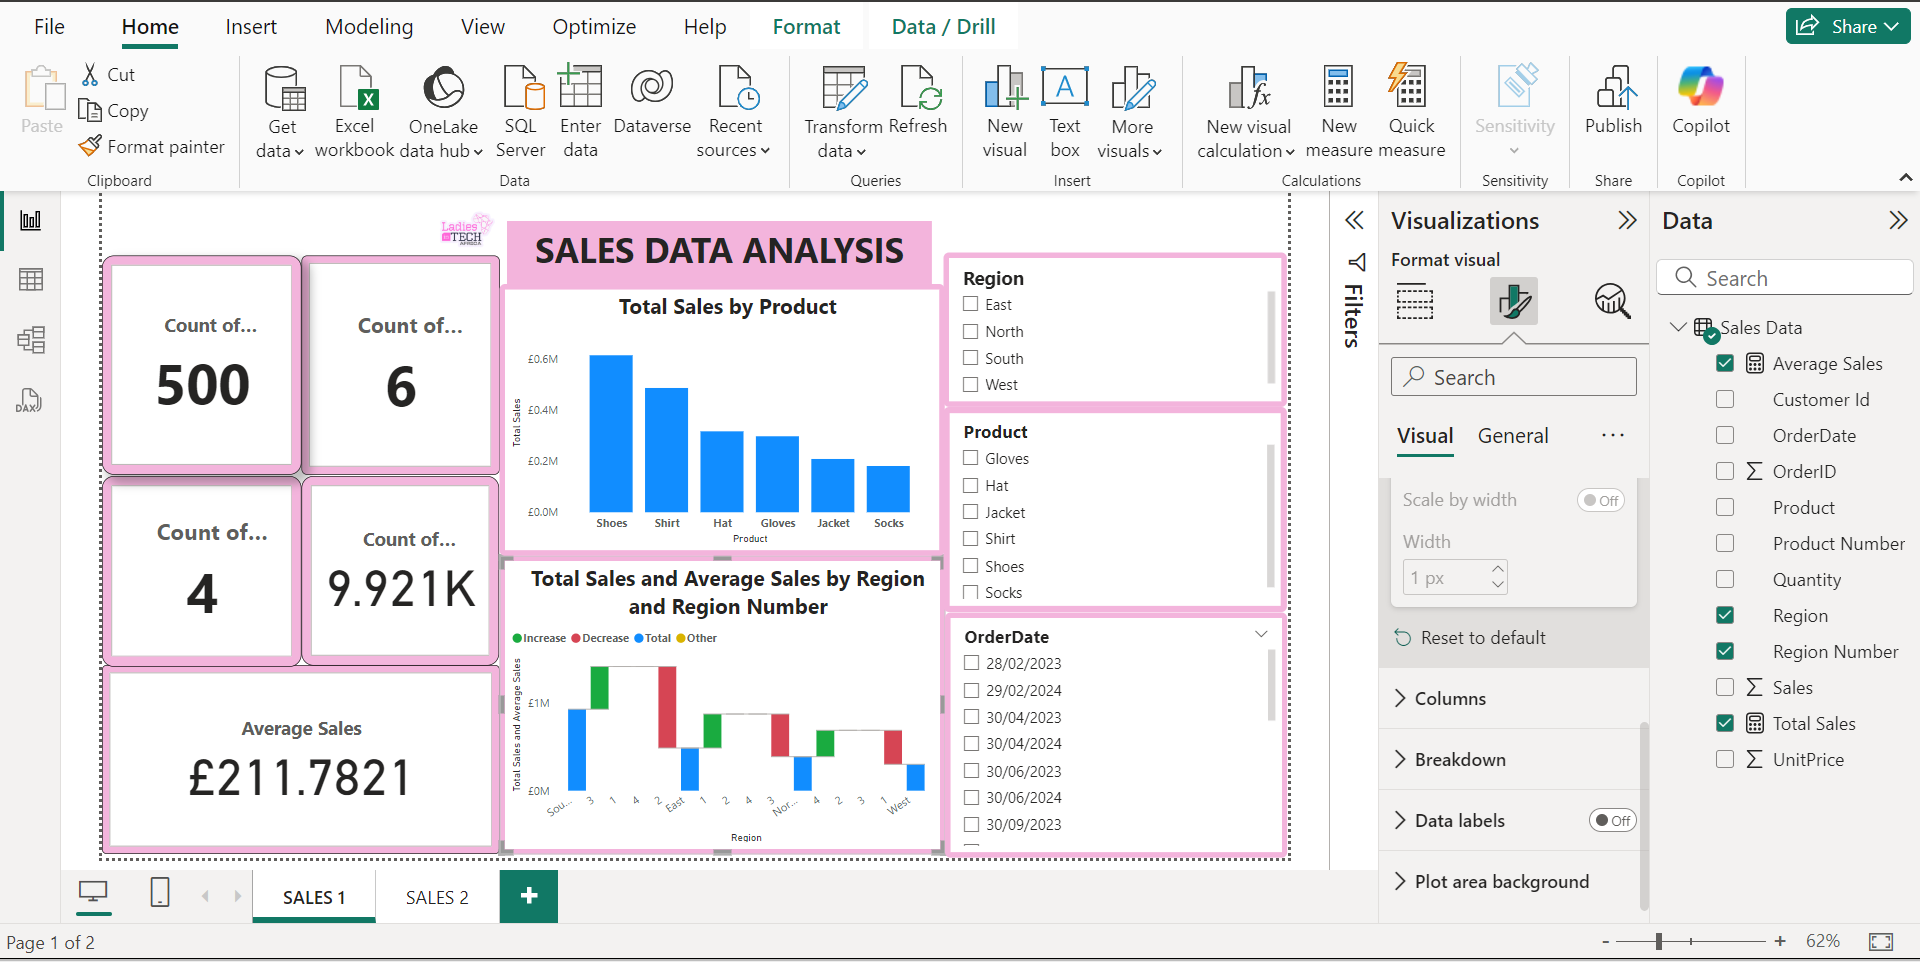 File Home Insert Modeling View Optimize Help Format Data / Drill Share
Paste
Cut
Copy
Format painter
Clipboard
Get data
Excel workbook
OneLake data hub
SQL Server
Enter data
Dataverse
Recent sources
Data
Transform data
Refresh
Queries
New visual
Text box
More visuals
Insert
New visual calculation
New measure
Quick measure
Calculations
Sensitivity
Sensitivity
Publish
Share
Copilot
Copilot
DAX
Ladies
in TECH
AFRICA
SALES DATA ANALYSIS
Count of...
500
Count of...
6
Count of...
4
Count of...
9.921K
Average Sales
£211.7821
Total Sales by Product
Total Sales
£0.6M
£0.4M
£0.2M
£0.0M
Shoes Shirt Hat Gloves Jacket Socks
Product
Total Sales and Average Sales by Region
and Region Number
Increase Decrease Total Other
Total Sales and Average Sales
£1M
£0M
Sou... 3 1 4 2 East 1 2 4 3 Nor... 4 2 3 1 West
Region
Region
East
North
South
West
Product
Gloves
Hat
Jacket
Shirt
Shoes
Socks
OrderDate
28/02/2023
29/02/2024
30/04/2023
30/04/2024
30/06/2023
30/06/2024
30/09/2023
Filters
Visualizations
Format visual
Search
Visual General ...
Scale by width Off
Width
1 px
Reset to default
Columns
Breakdown
Data labels Off
Plot area background
Data
Search
Sales Data
Average Sales
Customer Id
OrderDate
OrderID
Product
Product Number
Quantity
Region
Region Number
Sales
Total Sales
UnitPrice
SALES 1 SALES 2 +
Page 1 of 2
- + 62%